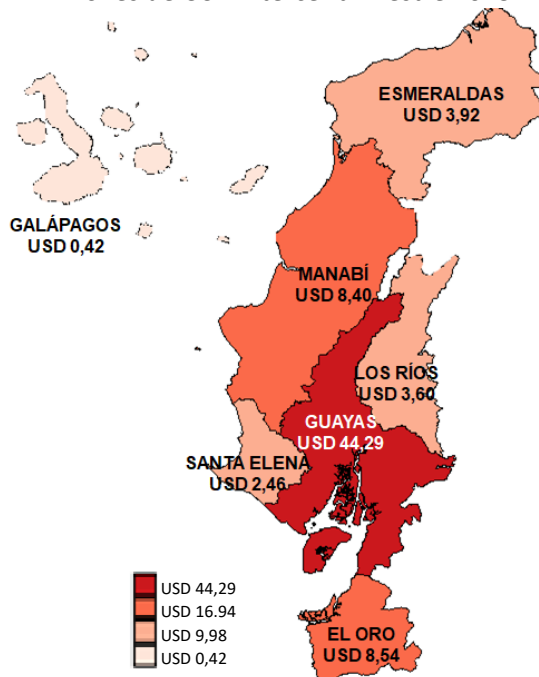 ESMERALDAS
USD 3,92
GALÁPAGOS
USD 0,42
MANABÍ
USD 8,40
LOS RÍOS
USD 3,60
GUAYAS
USD 44,29
SANTA ELENA
USD 2,46
USD 44,29
USD 16.94
USD 9,98
USD 0,42
EL ORO
USD 8,54